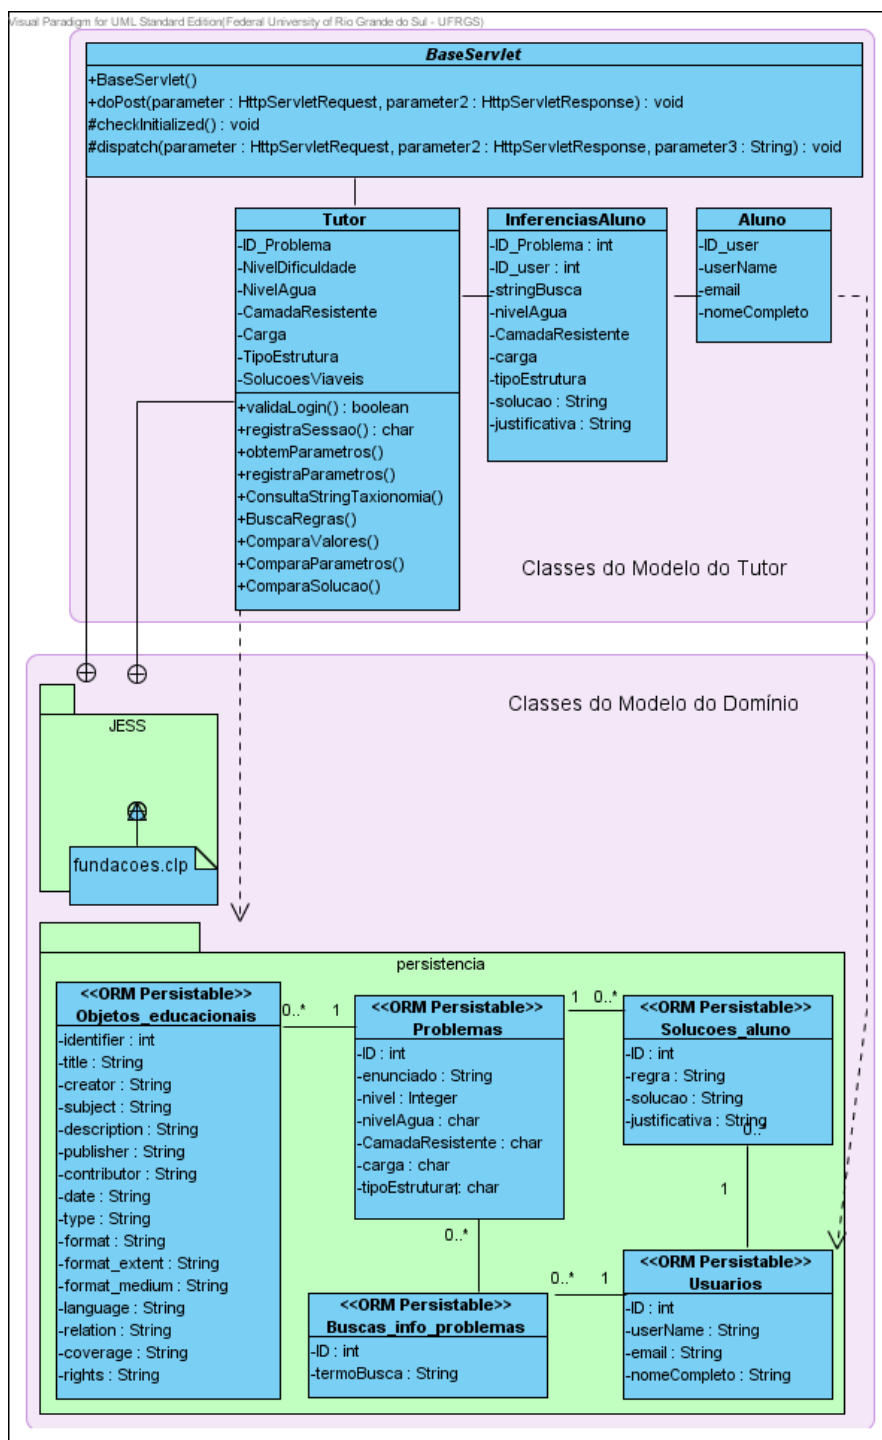 Visual Paradigm for UML Standard Edition(Federal University of Rio Grande do Sul - UFRGS)
BaseServlet
+BaseServlet()
+doPost(parameter : HttpServletRequest, parameter2 : HttpServletResponse) : void
#checkInitialized() : void
#dispatch(parameter : HttpServletRequest, parameter2 : HttpServletResponse, parameter3 : String) : void
Tutor
-ID_Problema
-NivelDificuldade
-NivelAgua
-CamadaResistente
-Carga
-TipoEstrutura
-SolucoesViaveis
+validaLogin() : boolean
+registraSessao() : char
+obtemParametros()
+registraParametros()
+ConsultaStringTaxionomia()
+BuscaRegras()
+ComparaValores()
+ComparaParametros()
+ComparaSolucao()
InferenciasAluno
-ID_Problema : int
-ID_user : int
-stringBusca
-nivelAgua
-CamadaResistente
-carga
-tipoEstrutura
-solucao : String
-justificativa : String
Aluno
-ID_user
-userName
-email
-nomeCompleto
Classes do Modelo do Tutor
Classes do Modelo do Domínio
JESS
fundacoes.clp
persistencia
<<ORM Persistable>>
Objetos_educacionais
-identifier : int
-title : String
-creator : String
-subject : String
-description : String
-publisher : String
-contributor : String
-date : String
-type : String
-format : String
-format_extent : String
-format_medium : String
-language : String
-relation : String
-coverage : String
-rights : String
0..* 1
<<ORM Persistable>>
Problemas
-ID : int
-enunciado : String
-nivel : Integer
-nivelAgua : char
-CamadaResistente : char
-carga : char
-tipoEstrutura : char
1
1 0..*
<<ORM Persistable>>
Solucoes_aluno
-ID : int
-regra : String
-solucao : String
-justificativa : String
0..*
1
0..*
<<ORM Persistable>>
Buscas_info_problemas
-ID : int
-termoBusca : String
0..* 1
<<ORM Persistable>>
Usuarios
-ID : int
-userName : String
-email : String
-nomeCompleto : String